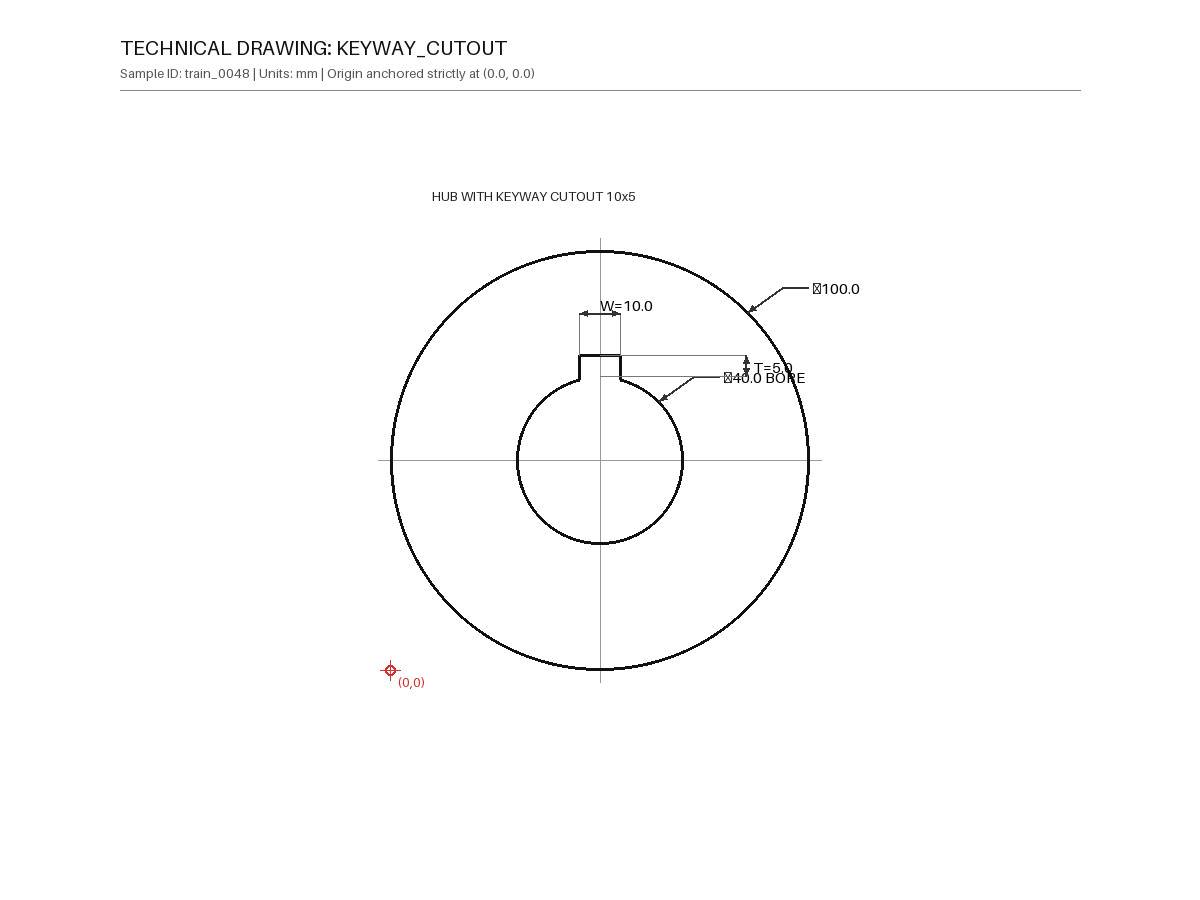 TECHNICAL DRAWING: KEYWAY_CUTOUT
Sample ID: train_0048 | Units: mm | Origin anchored strictly at (0.0, 0.0)
HUB WITH KEYWAY CUTOUT 10x5
▯100.0
W=10.0
T=5.0
▯40.0 BORE
(0,0)